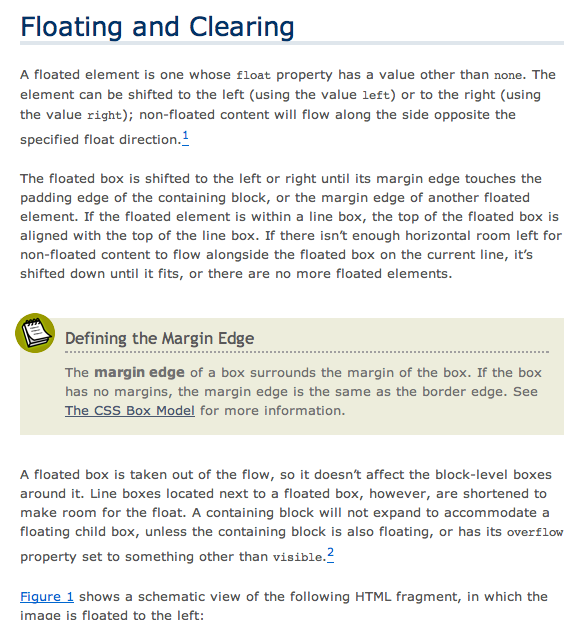 Floating and Clearing
A floated element is one whose float property has a value other than none. The
element can be shifted to the left (using the value left) or to the right (using
the value right); non-floated content will flow along the side opposite the
specified float direction.1
The floated box is shifted to the left or right until its margin edge touches the
padding edge of the containing block, or the margin edge of another floated
element. If the floated element is within a line box, the top of the floated box is
aligned with the top of the line box. If there isn’t enough horizontal room left for
non-floated content to flow alongside the floated box on the current line, it’s
shifted down until it fits, or there are no more floated elements.
Defining the Margin Edge
The margin edge of a box surrounds the margin of the box. If the box
has no margins, the margin edge is the same as the border edge. See
The CSS Box Model for more information.
A floated box is taken out of the flow, so it doesn’t affect the block-level boxes
around it. Line boxes located next to a floated box, however, are shortened to
make room for the float. A containing block will not expand to accommodate a
floating child box, unless the containing block is also floating, or has its overflow
property set to something other than visible.2
Figure 1 shows a schematic view of the following HTML fragment, in which the
image is floated to the left: